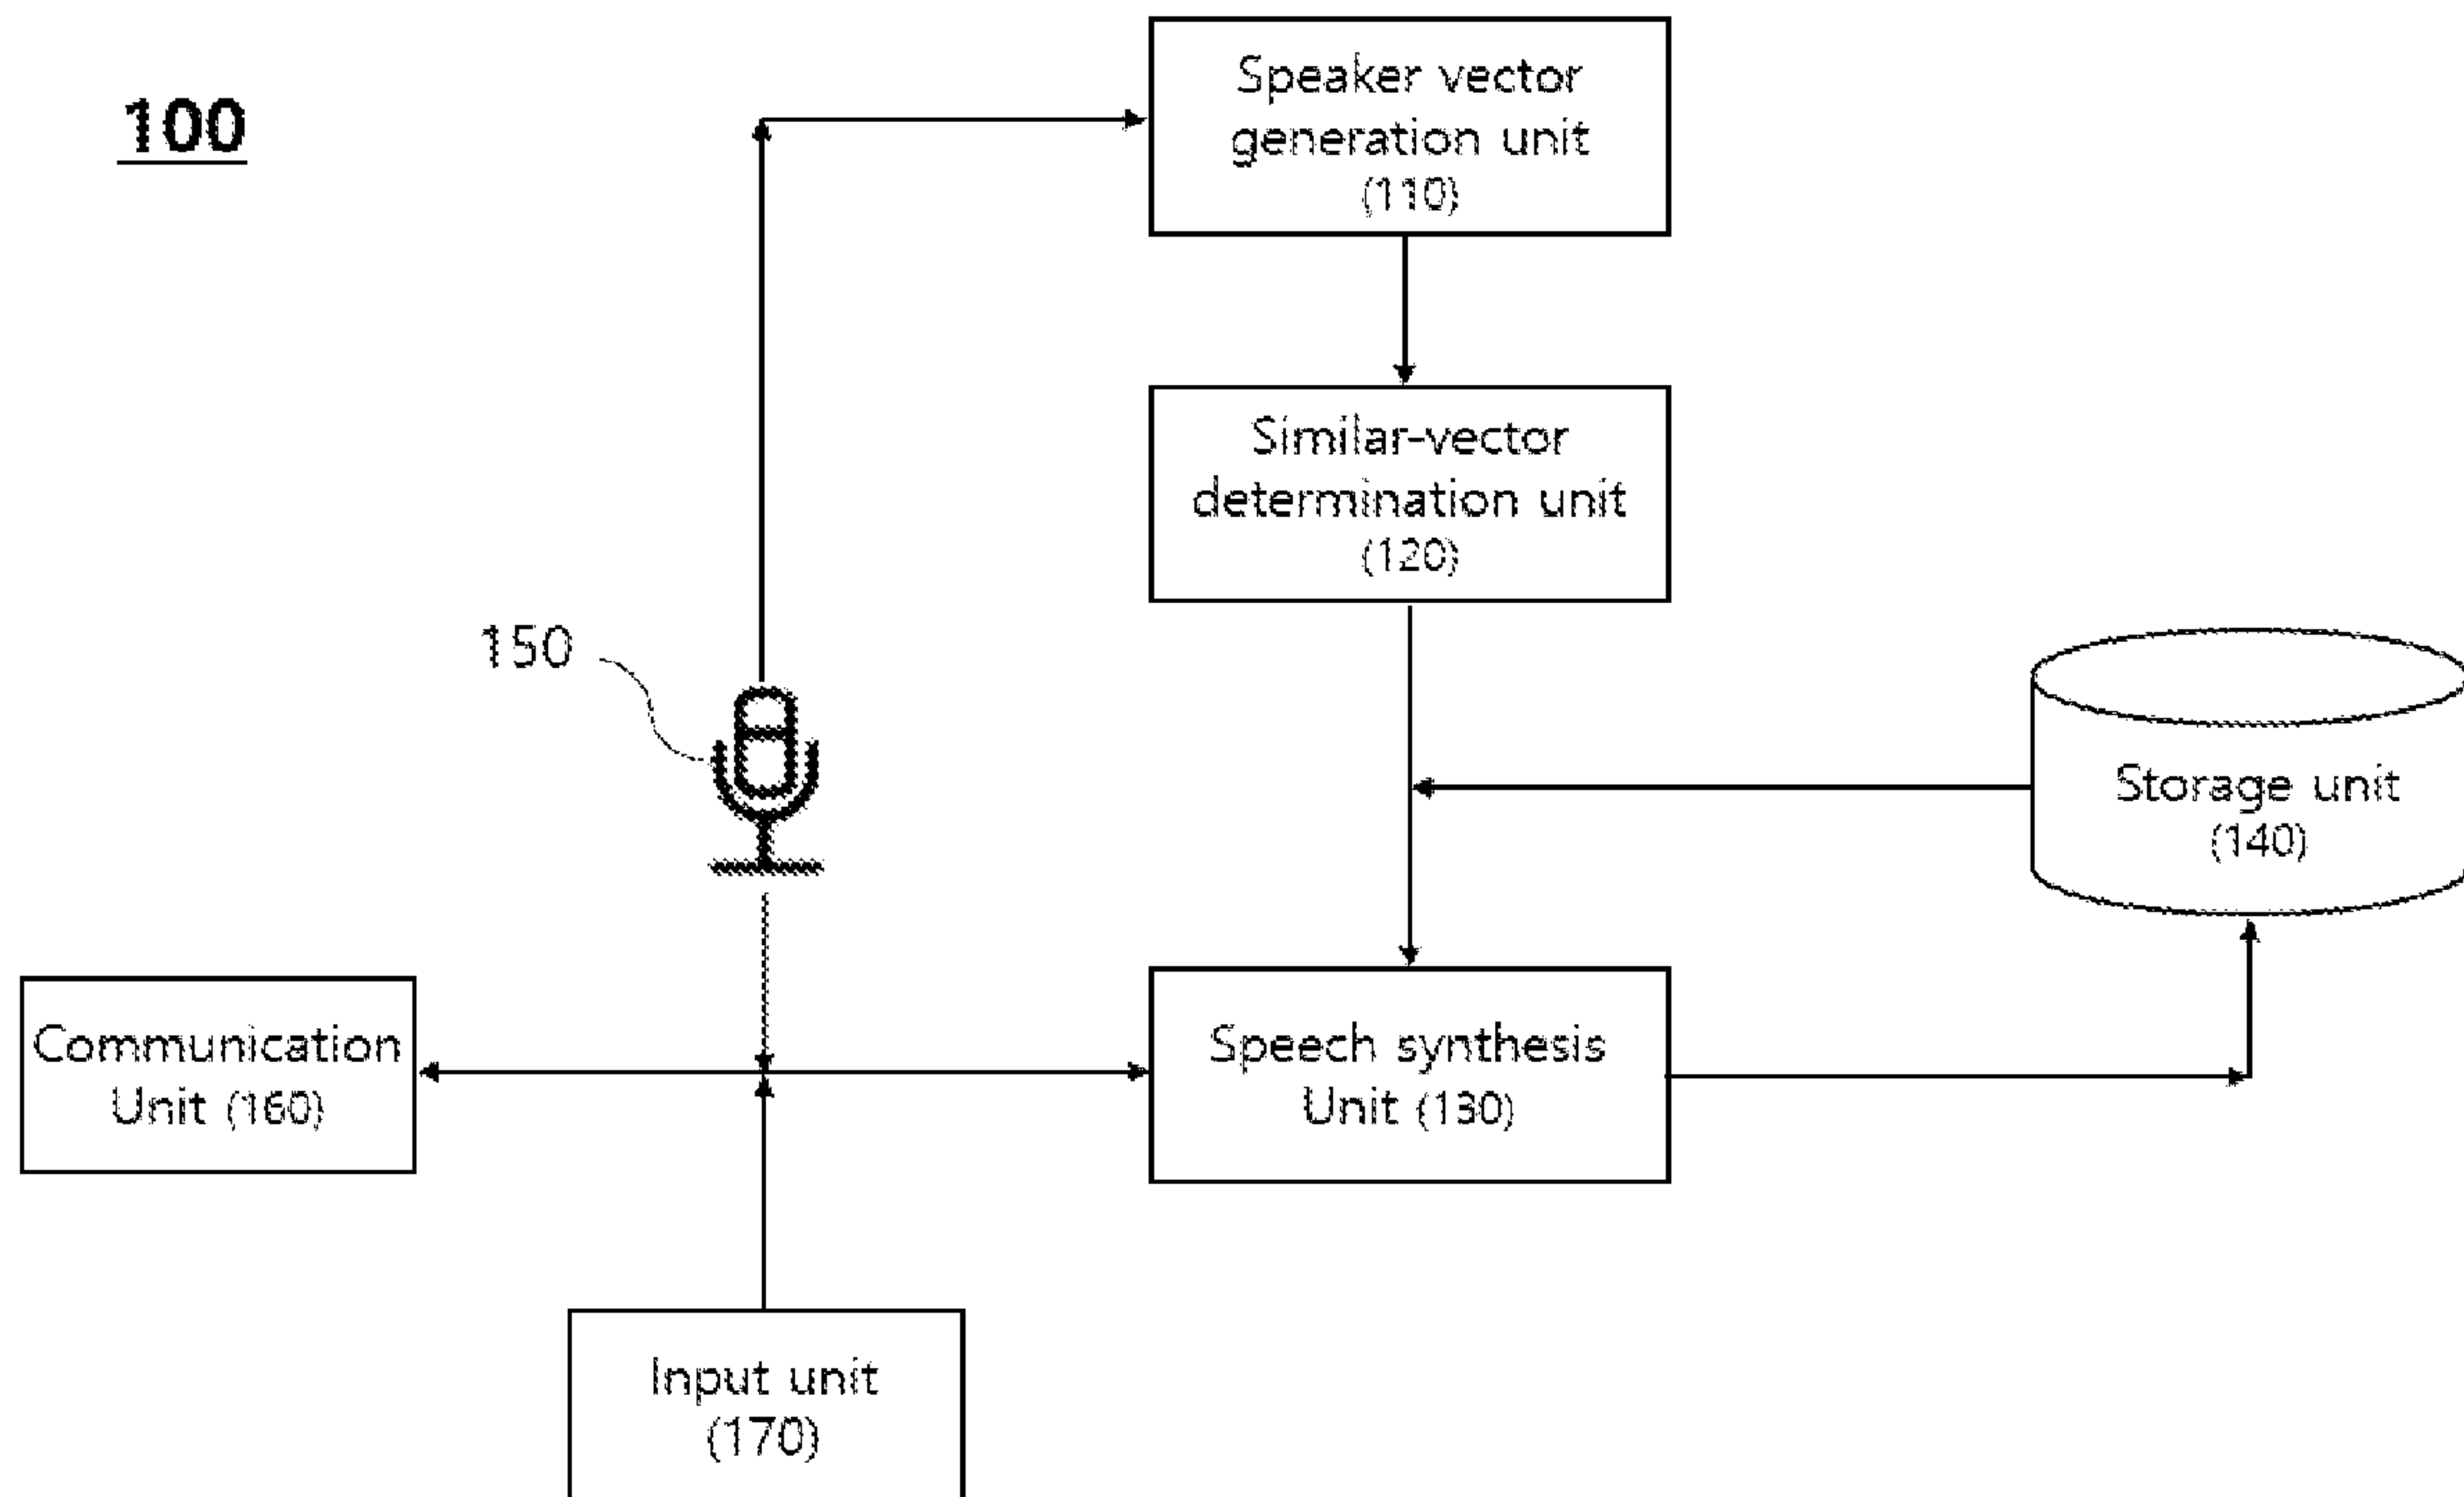 100
Speaker vector
generation unit
(110)
Similar-vector
determination unit
(120)
150
Storage unit
(140)
Communication
Unit (160)
Speech synthesis
Unit (130)
Input unit
(170)